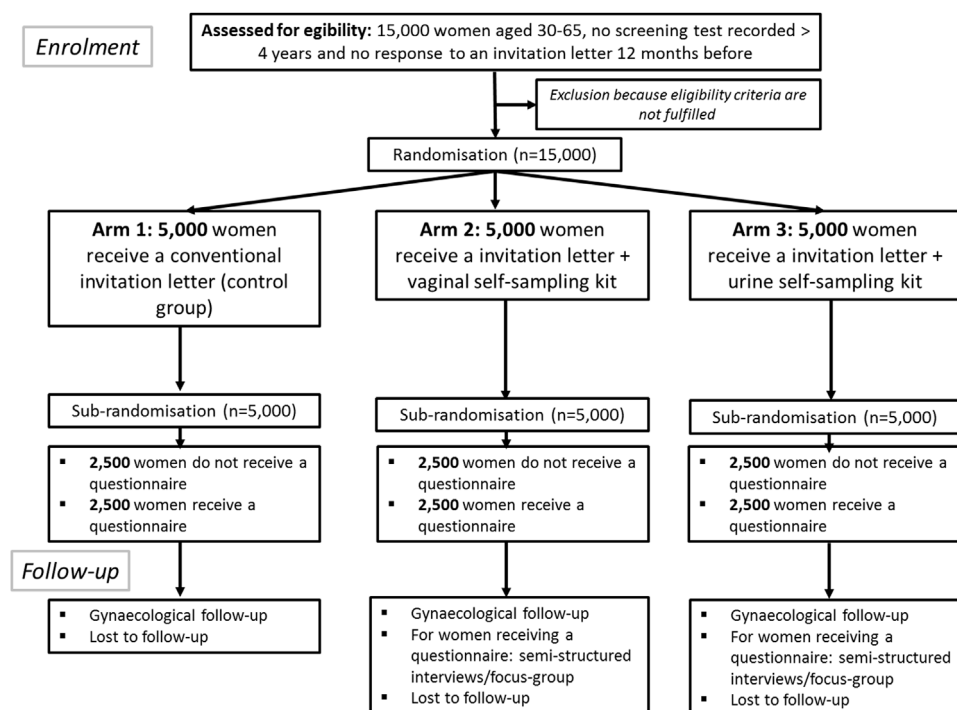 Enrolment
Assessed for egibility: 15,000 women aged 30-65, no screening test recorded >
4 years and no response to an invitation letter 12 months before
Exclusion because eligibility criteria are
not fulfilled
Randomisation (n=15,000)
Arm 1: 5,000 women
receive a conventional
invitation letter (control
group)
Arm 2: 5,000 women
receive a invitation letter +
vaginal self-sampling kit
Arm 3: 5,000 women
receive a invitation letter +
urine self-sampling kit
Sub-randomisation (n=5,000)
Sub-randomisation (n=5,000)
Sub-randomisation (n=5,000)
▪ 2,500 women do not receive a
questionnaire
▪ 2,500 women receive a
questionnaire
▪ 2,500 women do not receive a
questionnaire
▪ 2,500 women receive a
questionnaire
▪ 2,500 women do not receive a
questionnaire
▪ 2,500 women receive a
questionnaire
Follow-up
▪ Gynaecological follow-up
▪ Lost to follow-up
▪ Gynaecological follow-up
▪ For women receiving a
questionnaire: semi-structured
interviews/focus-group
▪ Lost to follow-up
▪ Gynaecological follow-up
▪ For women receiving a
questionnaire: semi-structured
interviews/focus-group
▪ Lost to follow-up